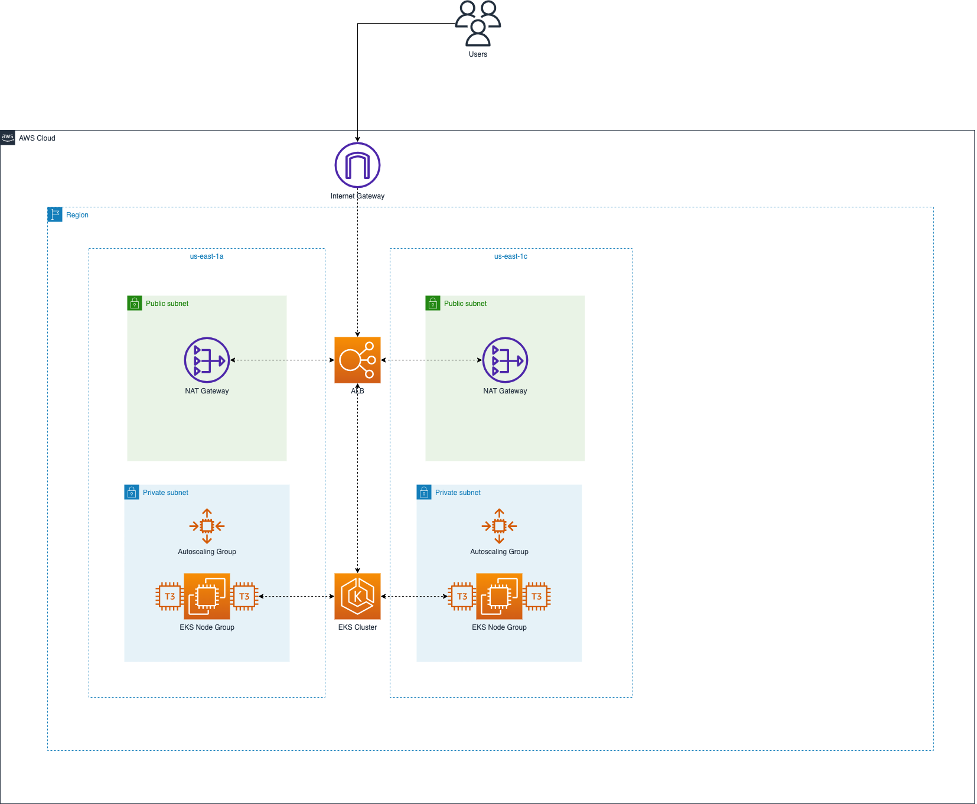 Users
aws
AWS Cloud
Internet Gateway
Region
us-east-1a
us-east-1c
Public subnet
Public subnet
NAT Gateway
ALB
NAT Gateway
Private subnet
Private subnet
Autoscaling Group
Autoscaling Group
T3
T3
K
T3
T3
EKS Node Group
EKS Cluster
EKS Node Group